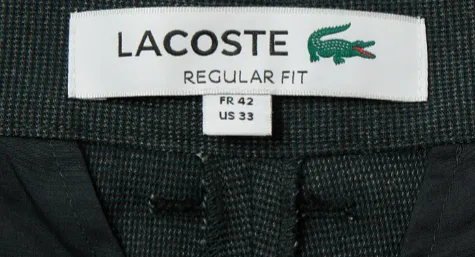 LACOSTE
REGULAR FIT
FR 42
US 33